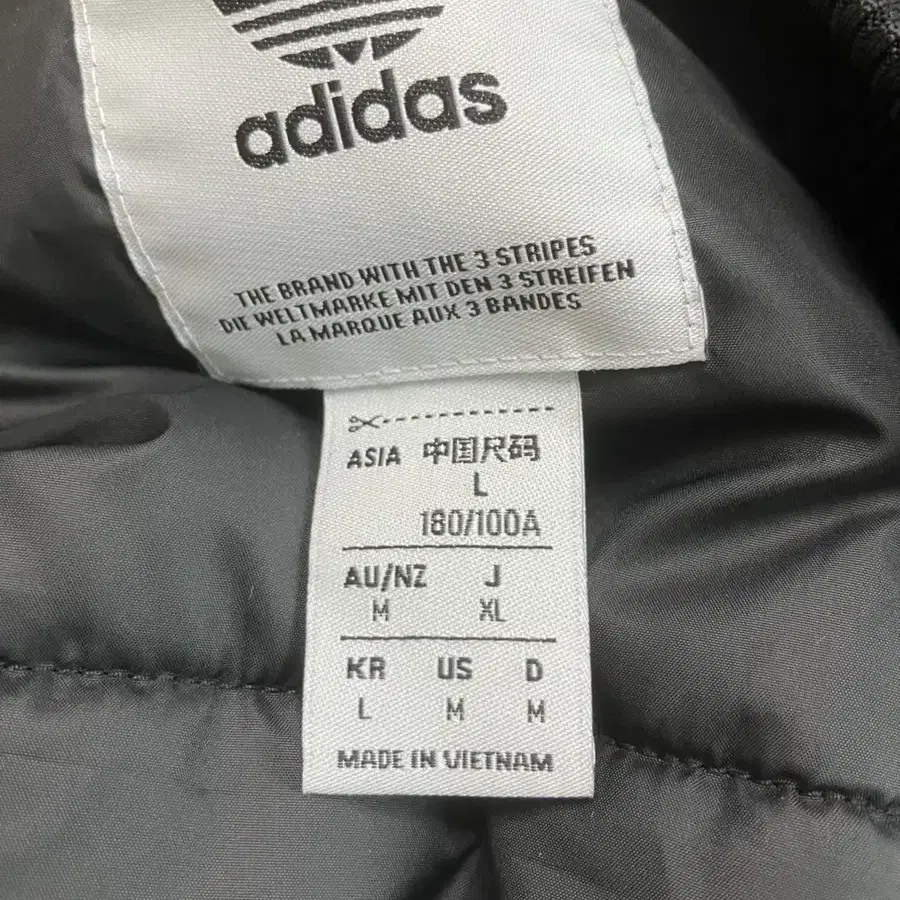 adidas
THE BRAND WITH THE 3 STRIPES
DIE WELTMARKE MIT DEN 3 STREIFEN
LA MARQUE AUX 3 BANDES
ASIA 中国尺码
L
180/100A
AU/NZ J
M XL
KR US D
L M M
MADE IN VIETNAM